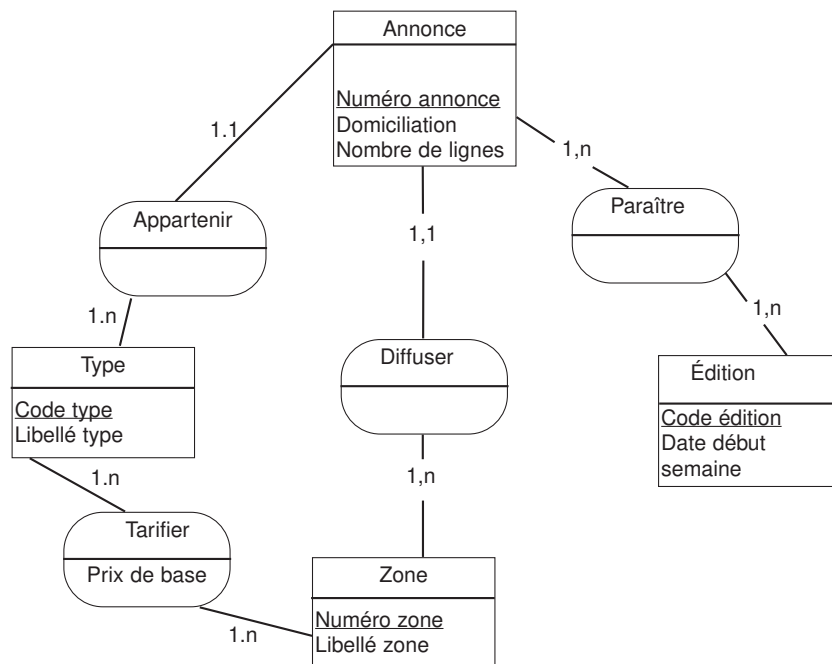 Annonce
Numéro annonce
Domiciliation
Nombre de lignes
1.1
1,n
Appartenir
Paraître
1,1
1.n
1,n
Type
Code type
Libellé type
Diffuser
Édition
Code édition
Date début
semaine
1.n
1,n
Tarifier
Prix de base
Zone
Numéro zone
Libellé zone
1.n